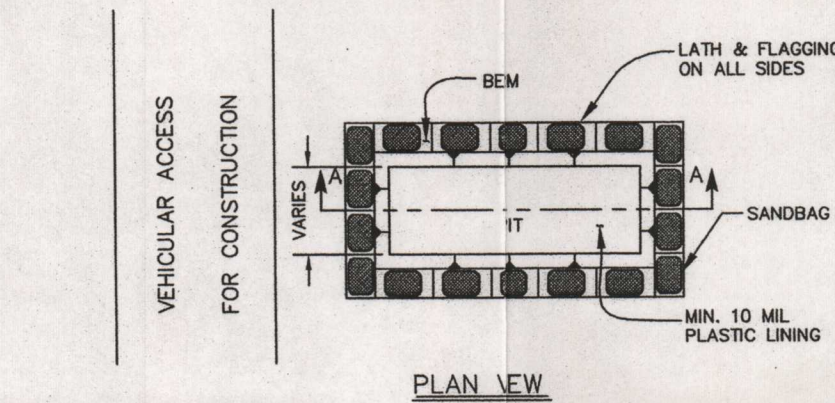 LATH & FLAGGING
ON ALL SIDES
BEM
VEHICULAR ACCESS
FOR CONSTRUCTION
VARIES
A
A
PIT
SANDBAG
MIN. 10 MIL
PLASTIC LINING
PLAN VEW